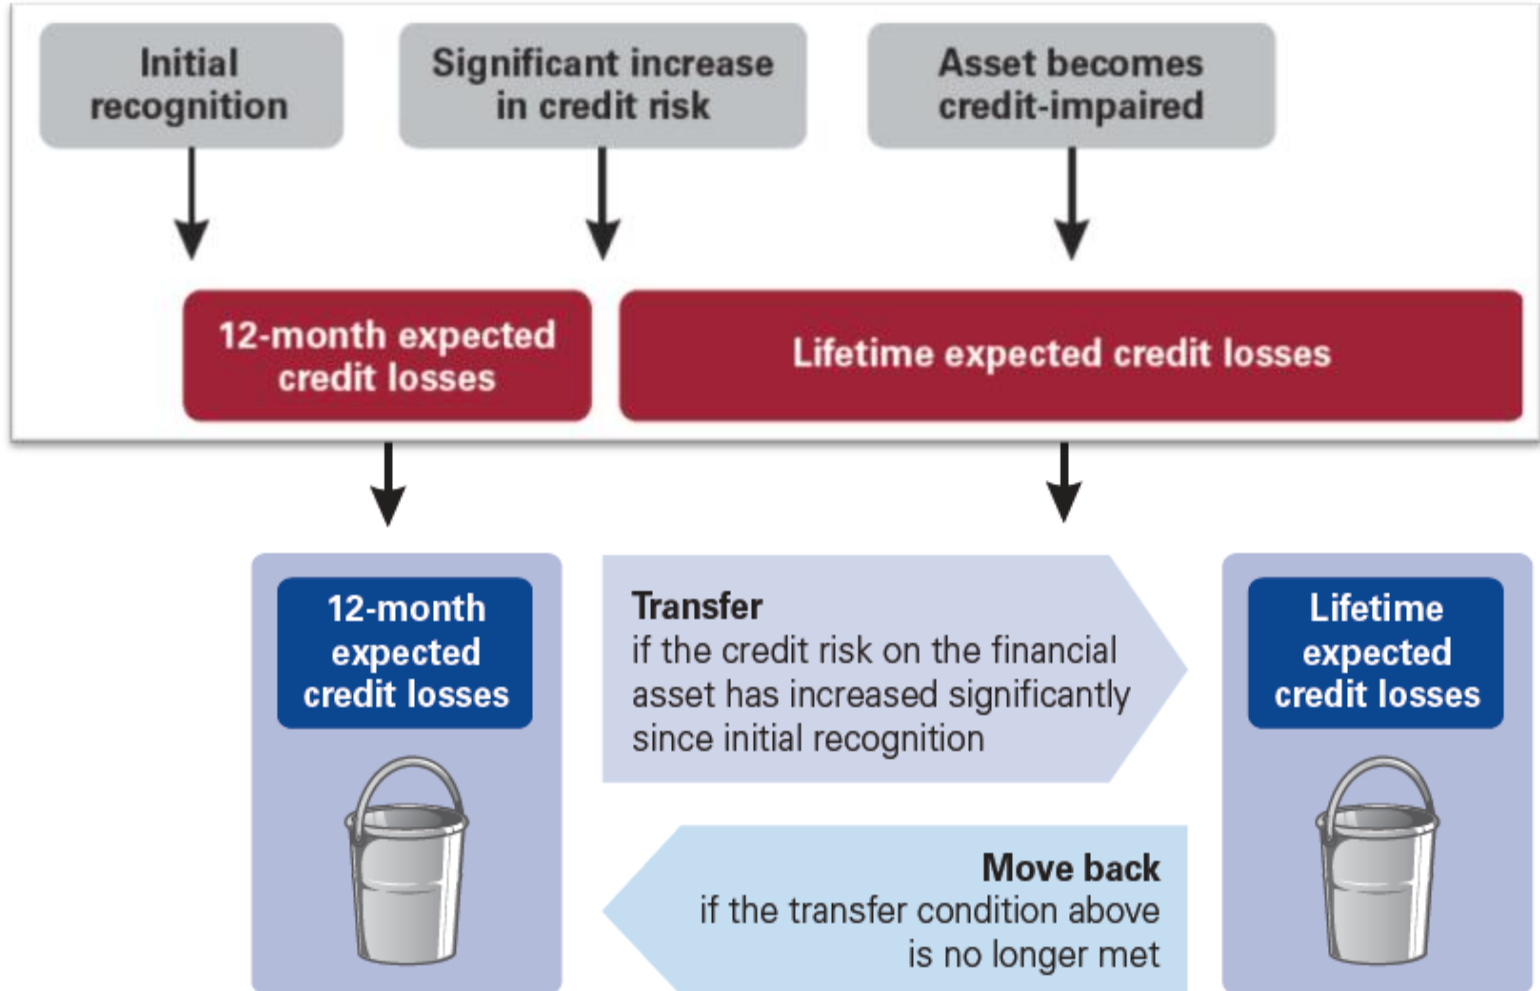 Initial
recognition
Significant increase
in credit risk
Asset becomes
credit-impaired
12-month expected
credit losses
Lifetime expected credit losses
12-month
expected
credit losses
Transfer
if the credit risk on the financial
asset has increased significantly
since initial recognition
Move back
if the transfer condition above
is no longer met
Lifetime
expected
credit losses